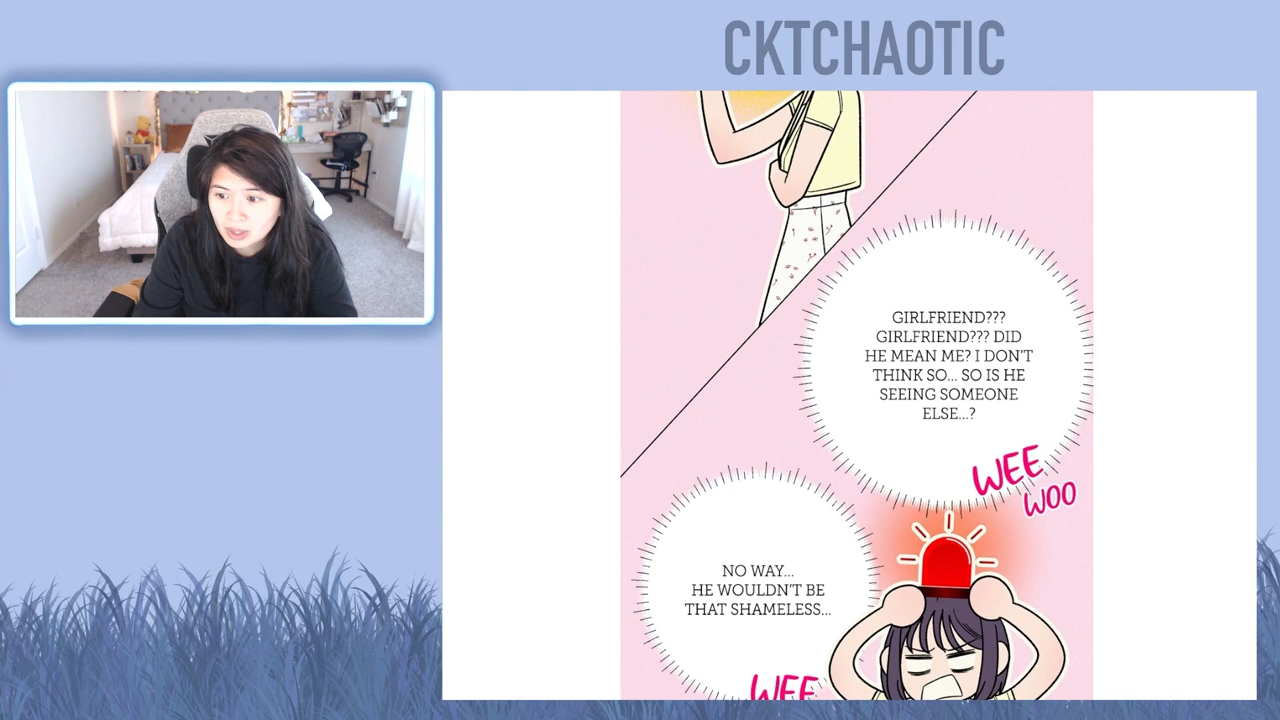 CKTCHAOTIC
GIRLFRIEND???
GIRLFRIEND??? DID
HE MEAN ME? I DON'T
THINK SO... SO IS HE
SEEING SOMEONE
ELSE...?
WEE
WOO
NO WAY...
HE WOULDN'T BE
THAT SHAMELESS...
WEE